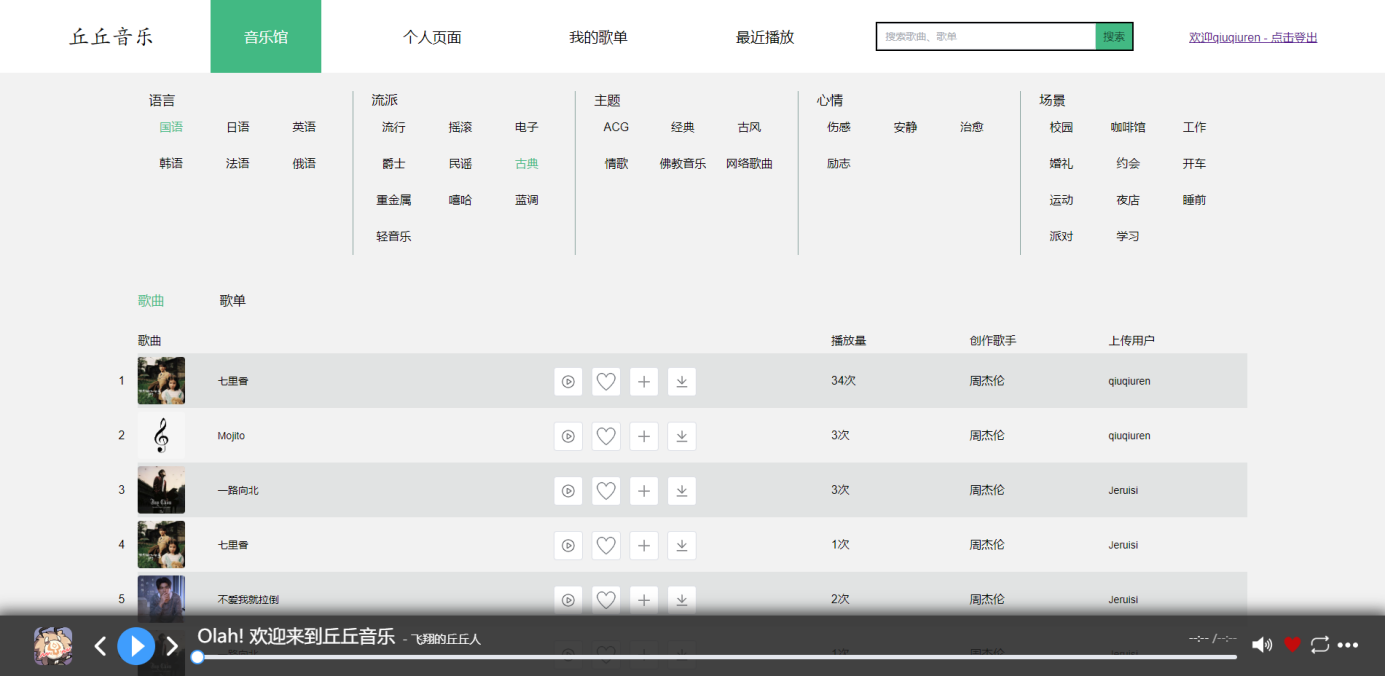 丘丘音乐 音乐馆 个人页面 我的歌单 最近播放 搜索歌曲、歌单 搜索 欢迎qiuqiuren - 点击登出
语言 流派 主题 心情 场景
国语 日语 英语 流行 摇滚 电子 ACG 经典 古风 伤感 安静 治愈 校园 咖啡馆 工作
韩语 法语 俄语 爵士 民谣 古典 情歌 佛教音乐 网络歌曲 励志 婚礼 约会 开车
重金属 嘻哈 蓝调 运动 夜店 睡前
轻音乐 派对 学习
歌曲 歌单
歌曲 播放量 创作歌手 上传用户
1 七里香 34次 周杰伦 qiuqiuren
2 Mojito 3次 周杰伦 qiuqiuren
3 一路向北 3次 周杰伦 Jeruisi
4 七里香 1次 周杰伦 Jeruisi
5 不爱我就拉倒 2次 周杰伦 Jeruisi
Olah! 欢迎来到丘丘音乐 - 飞翔的丘丘人 --:-- /--:--